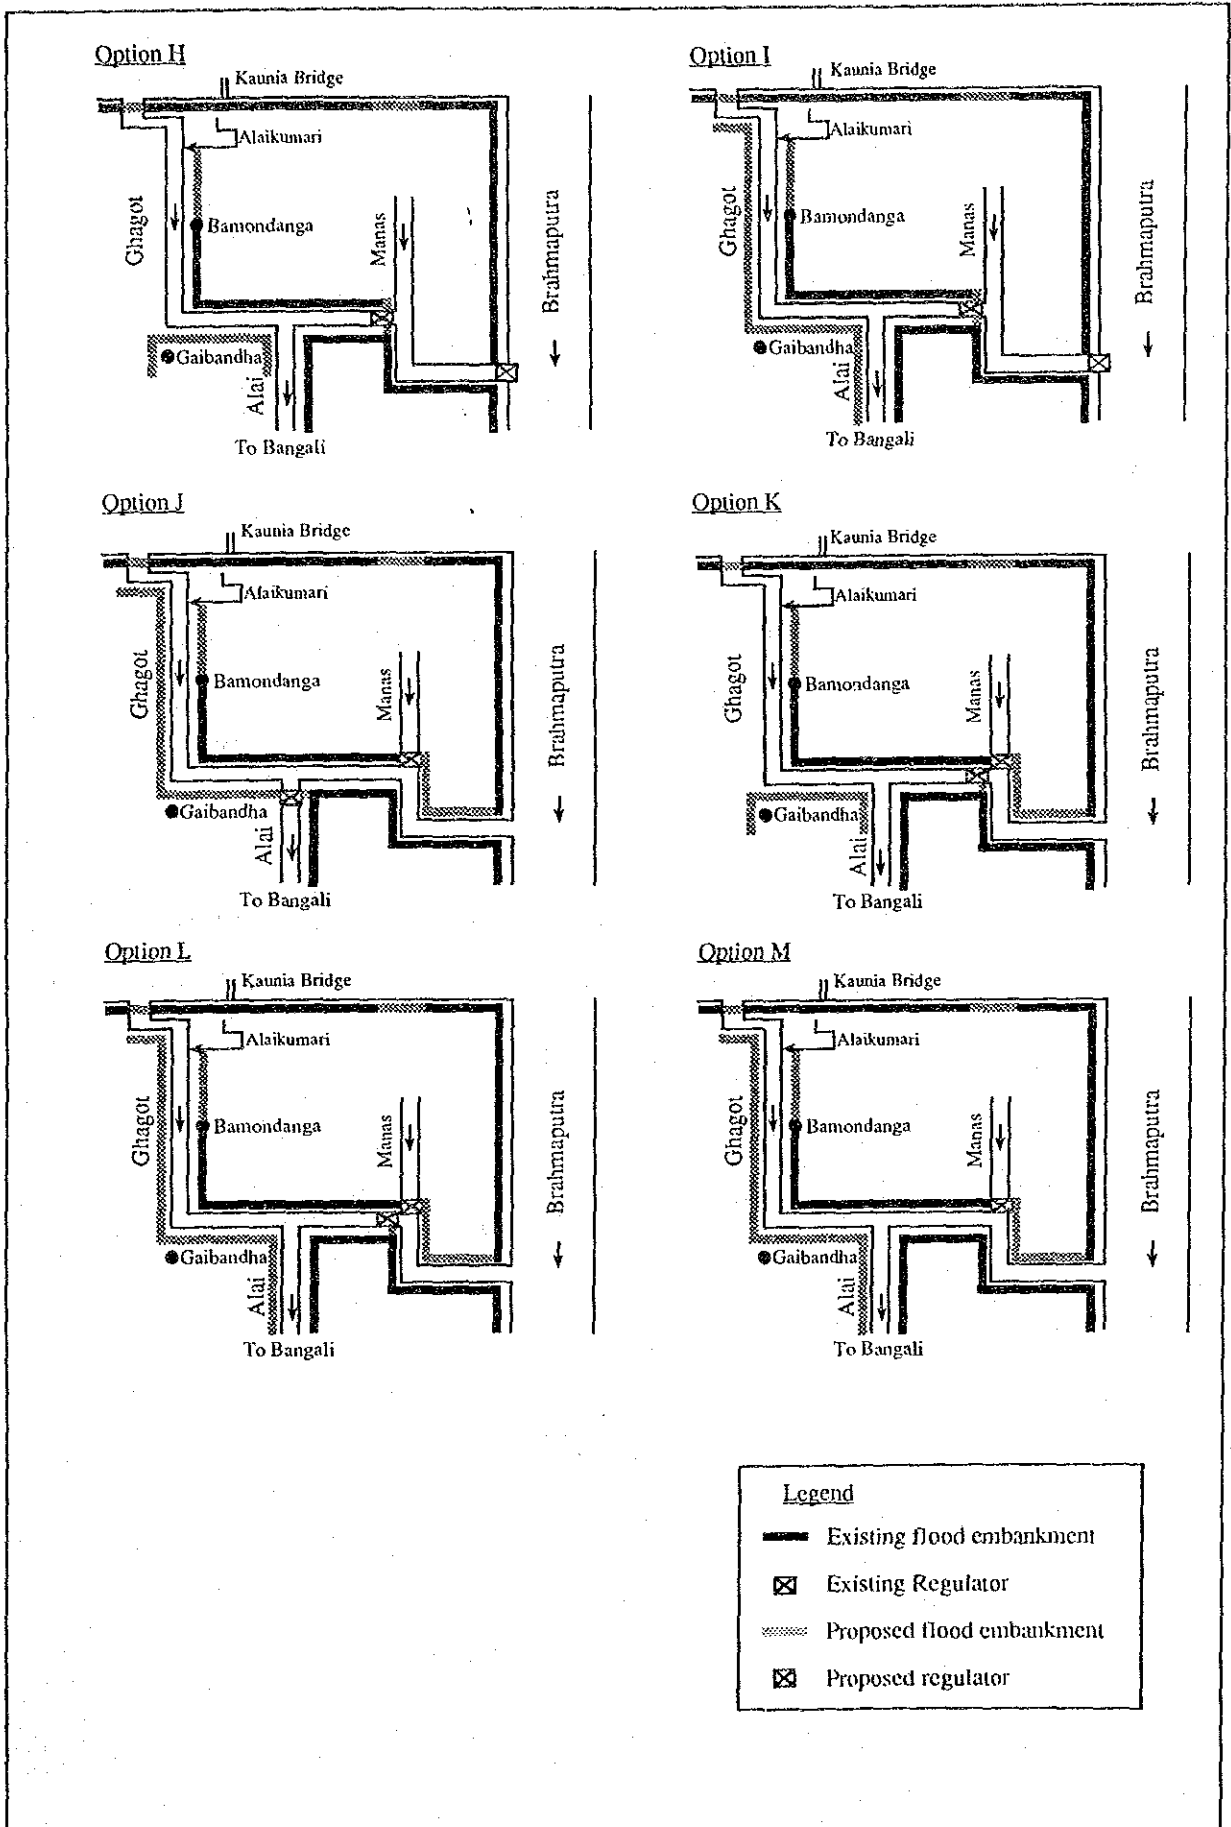 Option H
Kaunia Bridge
Alaikumari
Ghagot
Bamondanga
Manas
Brahmaputra
Gaibandha
Alai
To Bangali
Option I
Kaunia Bridge
Alaikumari
Ghagot
Bamondanga
Manas
Brahmaputra
Gaibandha
Alai
To Bangali
Option J
Kaunia Bridge
Alaikumari
Ghagot
Bamondanga
Manas
Brahmaputra
Gaibandha
Alai
To Bangali
Option K
Kaunia Bridge
Alaikumari
Ghagot
Bamondanga
Manas
Brahmaputra
Gaibandha
Alai
To Bangali
Option L
Kaunia Bridge
Alaikumari
Ghagot
Bamondanga
Manas
Brahmaputra
Gaibandha
Alai
To Bangali
Option M
Kaunia Bridge
Alaikumari
Ghagot
Bamondanga
Manas
Brahmaputra
Gaibandha
Alai
To Bangali
Legend
Existing flood embankment
Existing Regulator
Proposed flood embankment
Proposed regulator